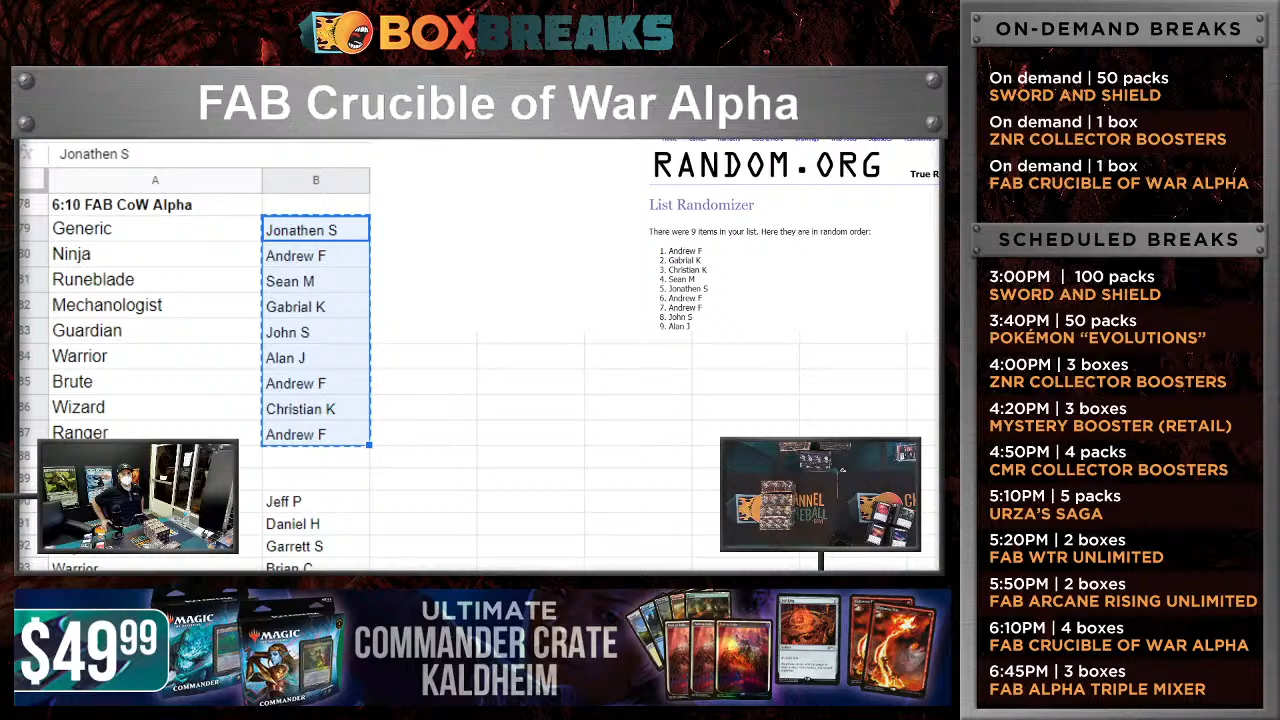 BOXBREAKS
FAB Crucible of War Alpha
Jonathen S
A
B
78
6:10 FAB CoW Alpha
Generic
Jonathen S
Ninja
Andrew F
Runeblade
Sean M
Mechanologist
Gabrial K
Guardian
John S
Warrior
Alan J
Brute
Andrew F
Wizard
Christian K
Ranger
Andrew F
Jeff P
Daniel H
Garrett S
Warrior
Brian C
RANDOM.ORG
True R
List Randomizer
There were 9 items in your list. Here they are in random order:
1. Andrew F
2. Gabrial K
3. Christian K
4. Sean M
5. Jonathen S
6. Andrew F
7. Andrew F
8. John S
9. Alan J
$49.99
MAGIC
COMMANDER
MAGIC
COMMANDER
ULTIMATE
COMMANDER CRATE
KALDHEIM
ON-DEMAND BREAKS
On demand | 50 packs
SWORD AND SHIELD
On demand | 1 box
ZNR COLLECTOR BOOSTERS
On demand | 1 box
FAB CRUCIBLE OF WAR ALPHA
SCHEDULED BREAKS
3:00PM | 100 packs
SWORD AND SHIELD
3:40PM | 50 packs
POKÉMON “EVOLUTIONS”
4:00PM | 3 boxes
ZNR COLLECTOR BOOSTERS
4:20PM | 3 boxes
MYSTERY BOOSTER (RETAIL)
4:50PM | 4 packs
CMR COLLECTOR BOOSTERS
5:10PM | 5 packs
URZA’S SAGA
5:20PM | 2 boxes
FAB WTR UNLIMITED
5:50PM | 2 boxes
FAB ARCANE RISING UNLIMITED
6:10PM | 4 boxes
FAB CRUCIBLE OF WAR ALPHA
6:45PM | 3 boxes
FAB ALPHA TRIPLE MIXER